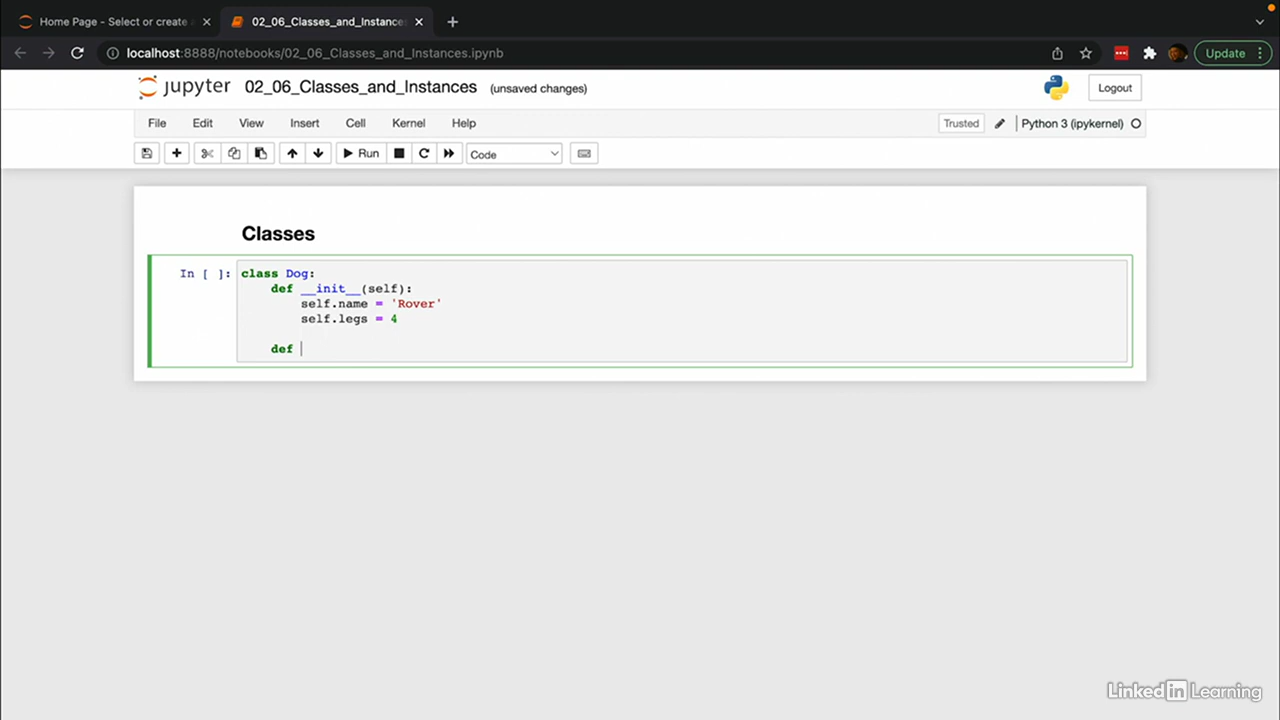 Home Page - Select or create
02_06_Classes_and_Instances
localhost:8888/notebooks/02_06_Classes_and_Instances.ipynb
Update
jupyter 02_06_Classes_and_Instances (unsaved changes)
Logout
File Edit View Insert Cell Kernel Help
Trusted
Python 3 (ipykernel)
Run
Code
Classes
In [ ]: class Dog:
def __init__(self):
self.name = 'Rover'
self.legs = 4
def
Linked in Learning